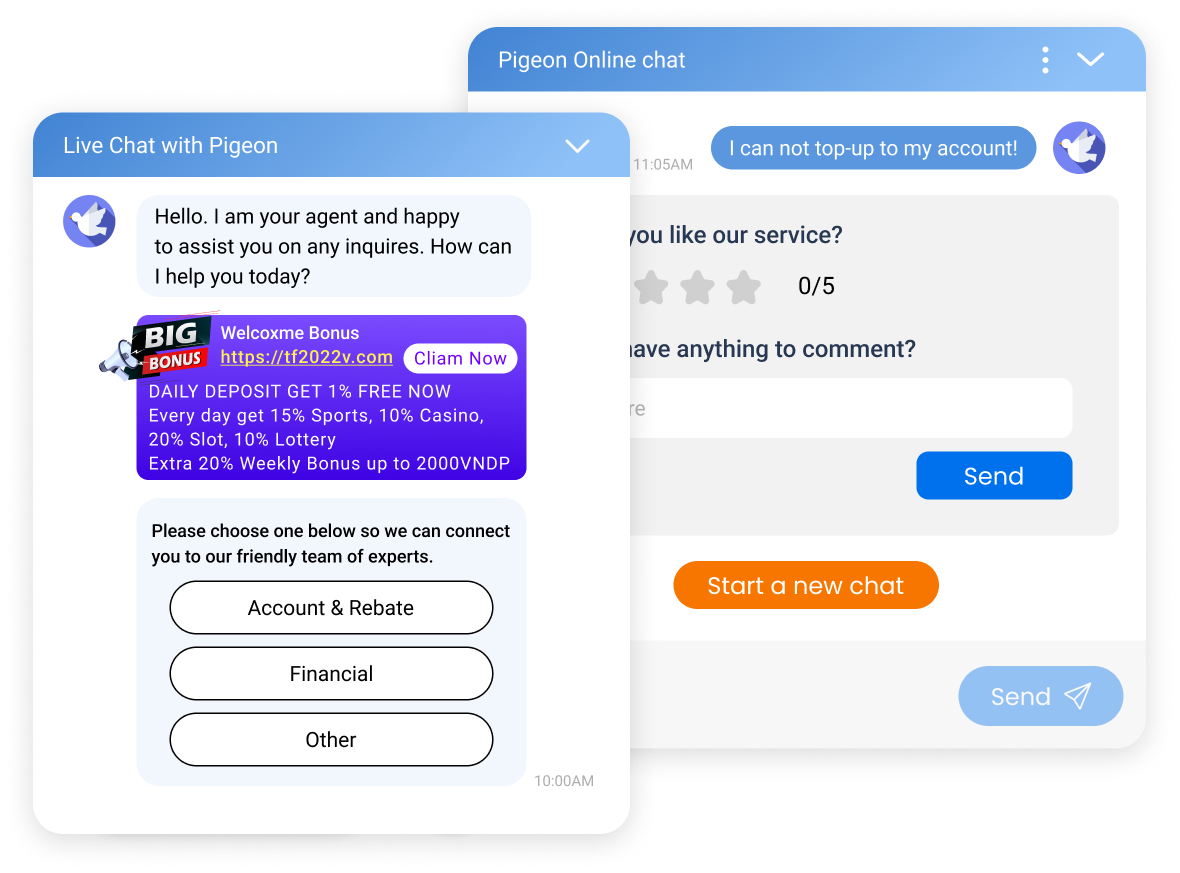 Live Chat with Pigeon
Hello. I am your agent and happy
to assist you on any inquires. How can
I help you today?
BIG
BONUS
Welcoxme Bonus
https://tf2022v.com
Cliam Now
DAILY DEPOSIT GET 1% FREE NOW
Every day get 15% Sports, 10% Casino,
20% Slot, 10% Lottery
Extra 20% Weekly Bonus up to 2000VNDP
Please choose one below so we can connect
you to our friendly team of experts.
Account & Rebate
Financial
Other
10:00AM
Pigeon Online chat
11:05AM
I can not top-up to my account!
you like our service?
0/5
have anything to comment?
re
Send
Start a new chat
Send